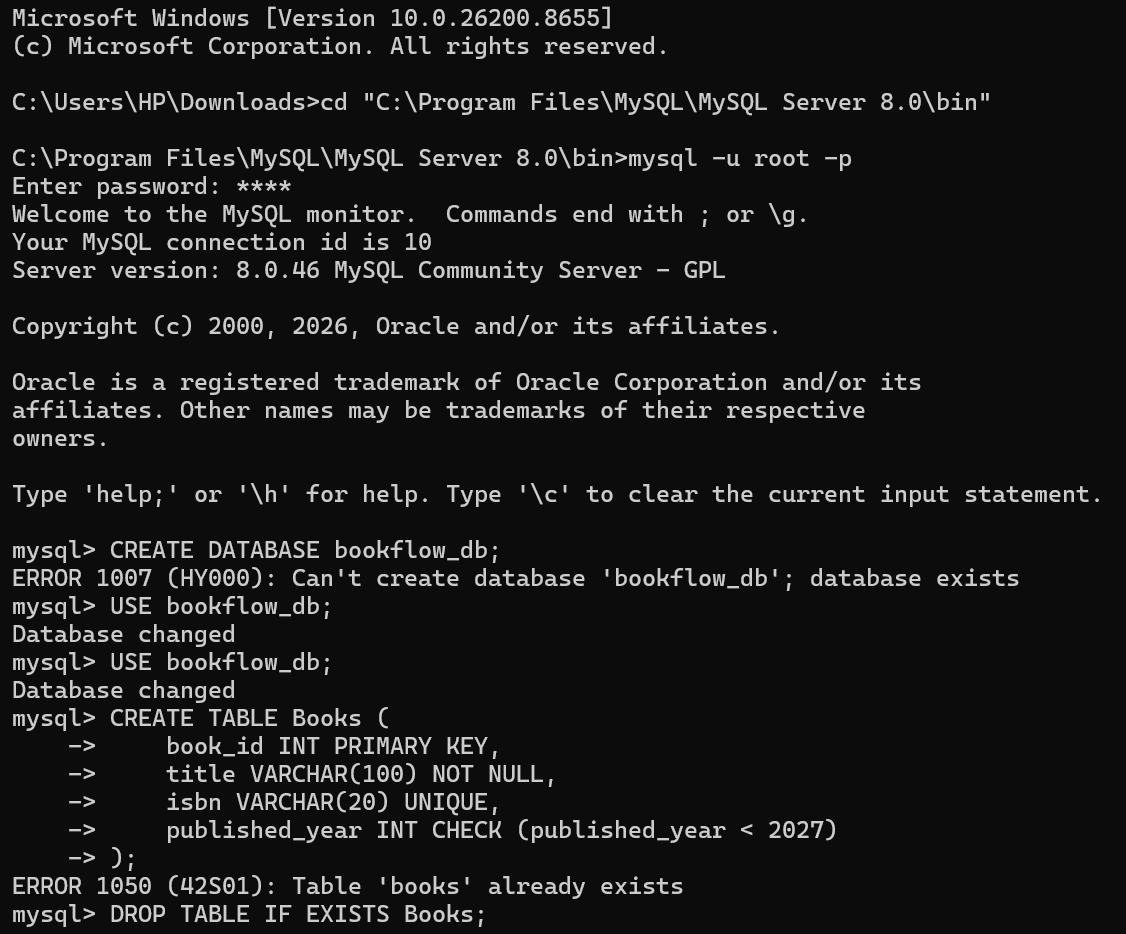 Microsoft Windows [Version 10.0.26200.8655]
(c) Microsoft Corporation. All rights reserved.
C:\Users\HP\Downloads>cd "C:\Program Files\MySQL\MySQL Server 8.0\bin"
C:\Program Files\MySQL\MySQL Server 8.0\bin>mysql -u root -p
Enter password: ****
Welcome to the MySQL monitor.  Commands end with ; or \g.
Your MySQL connection id is 10
Server version: 8.0.46 MySQL Community Server - GPL
Copyright (c) 2000, 2026, Oracle and/or its affiliates.
Oracle is a registered trademark of Oracle Corporation and/or its
affiliates. Other names may be trademarks of their respective
owners.
Type 'help;' or '\h' for help. Type '\c' to clear the current input statement.
mysql> CREATE DATABASE bookflow_db;
ERROR 1007 (HY000): Can't create database 'bookflow_db'; database exists
mysql> USE bookflow_db;
Database changed
mysql> USE bookflow_db;
Database changed
mysql> CREATE TABLE Books (
    ->     book_id INT PRIMARY KEY,
    ->     title VARCHAR(100) NOT NULL,
    ->     isbn VARCHAR(20) UNIQUE,
    ->     published_year INT CHECK (published_year < 2027)
    -> );
ERROR 1050 (42S01): Table 'books' already exists
mysql> DROP TABLE IF EXISTS Books;